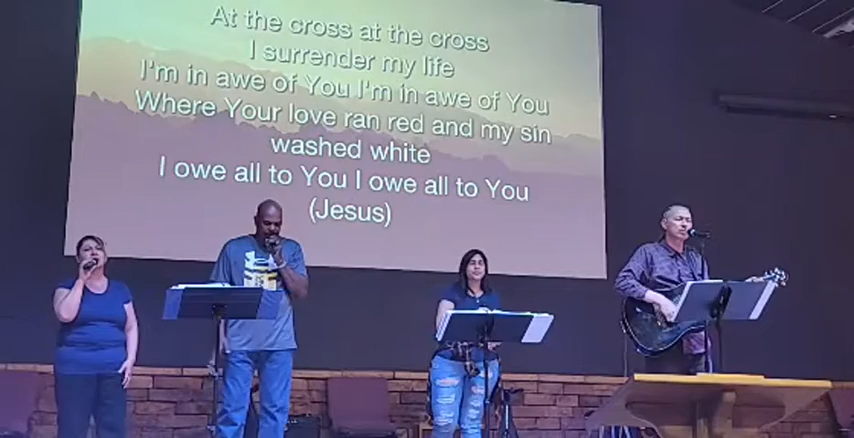 At the cross at the cross
I surrender my life
I'm in awe of You I'm in awe of You
Where Your love ran red and my sin
washed white
I owe all to You I owe all to You
(Jesus)